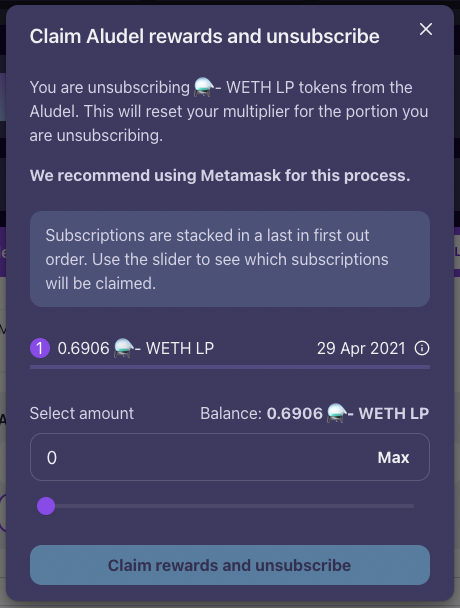 Claim Aludel rewards and unsubscribe
You are unsubscribing - WETH LP tokens from the
Aludel. This will reset your multiplier for the portion you
are unsubscribing.
We recommend using Metamask for this process.
Subscriptions are stacked in a last in first out
order. Use the slider to see which subscriptions
will be claimed.
1 0.6906 - WETH LP 29 Apr 2021
Select amount Balance: 0.6906 - WETH LP
0 Max
Claim rewards and unsubscribe